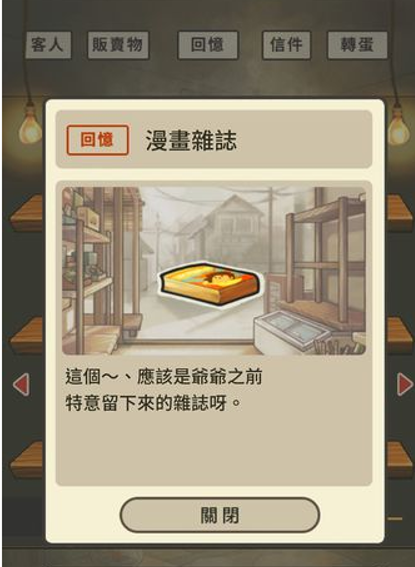 客人
販賣物
回憶
信件
轉蛋
回憶
漫畫雜誌
這個～、應該是爺爺之前
特意留下來的雜誌呀。
關閉